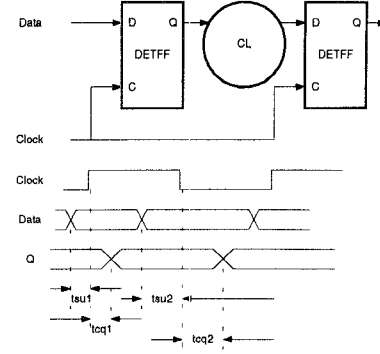 Data
D Q
DETFF
C
CL
D Q
DETFF
C
Clock
Clock
Data
Q
tsu1
tsu2
tcq1
tcq2